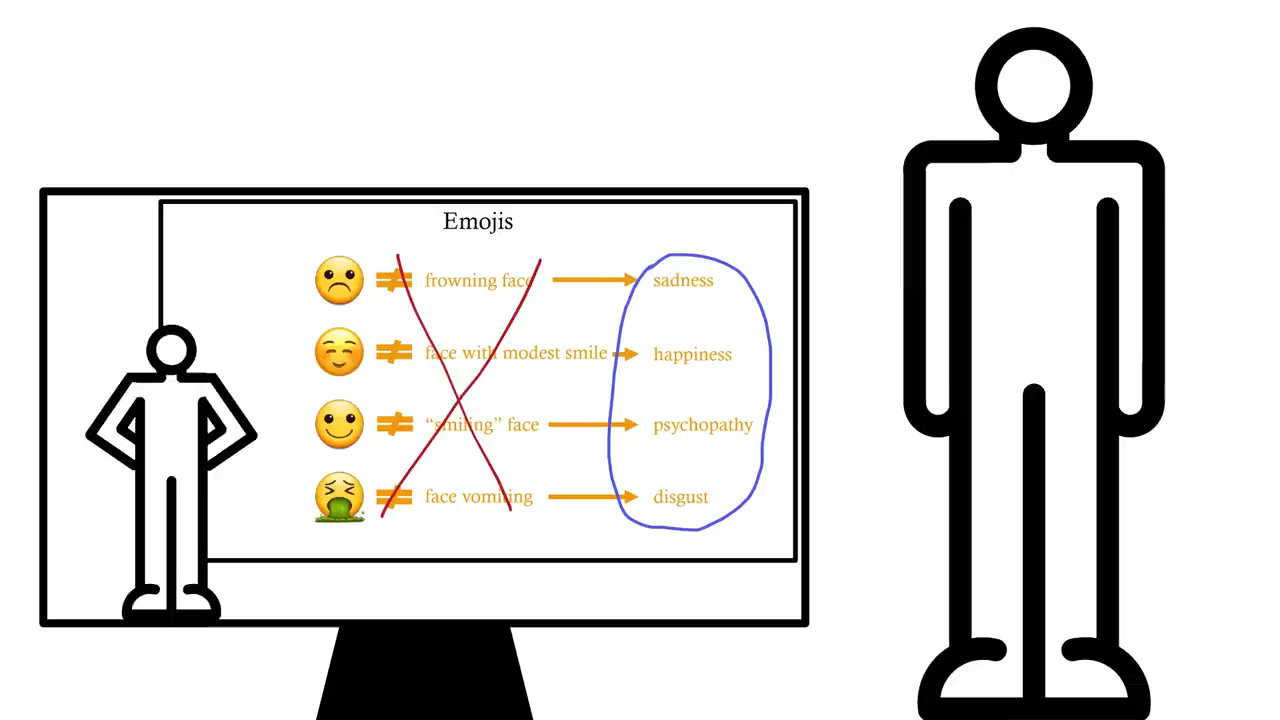 Emojis
≠ frowning face → sadness
≠ face with modest smile → happiness
≠ “smiling” face → psychopathy
≠ face vomiting → disgust